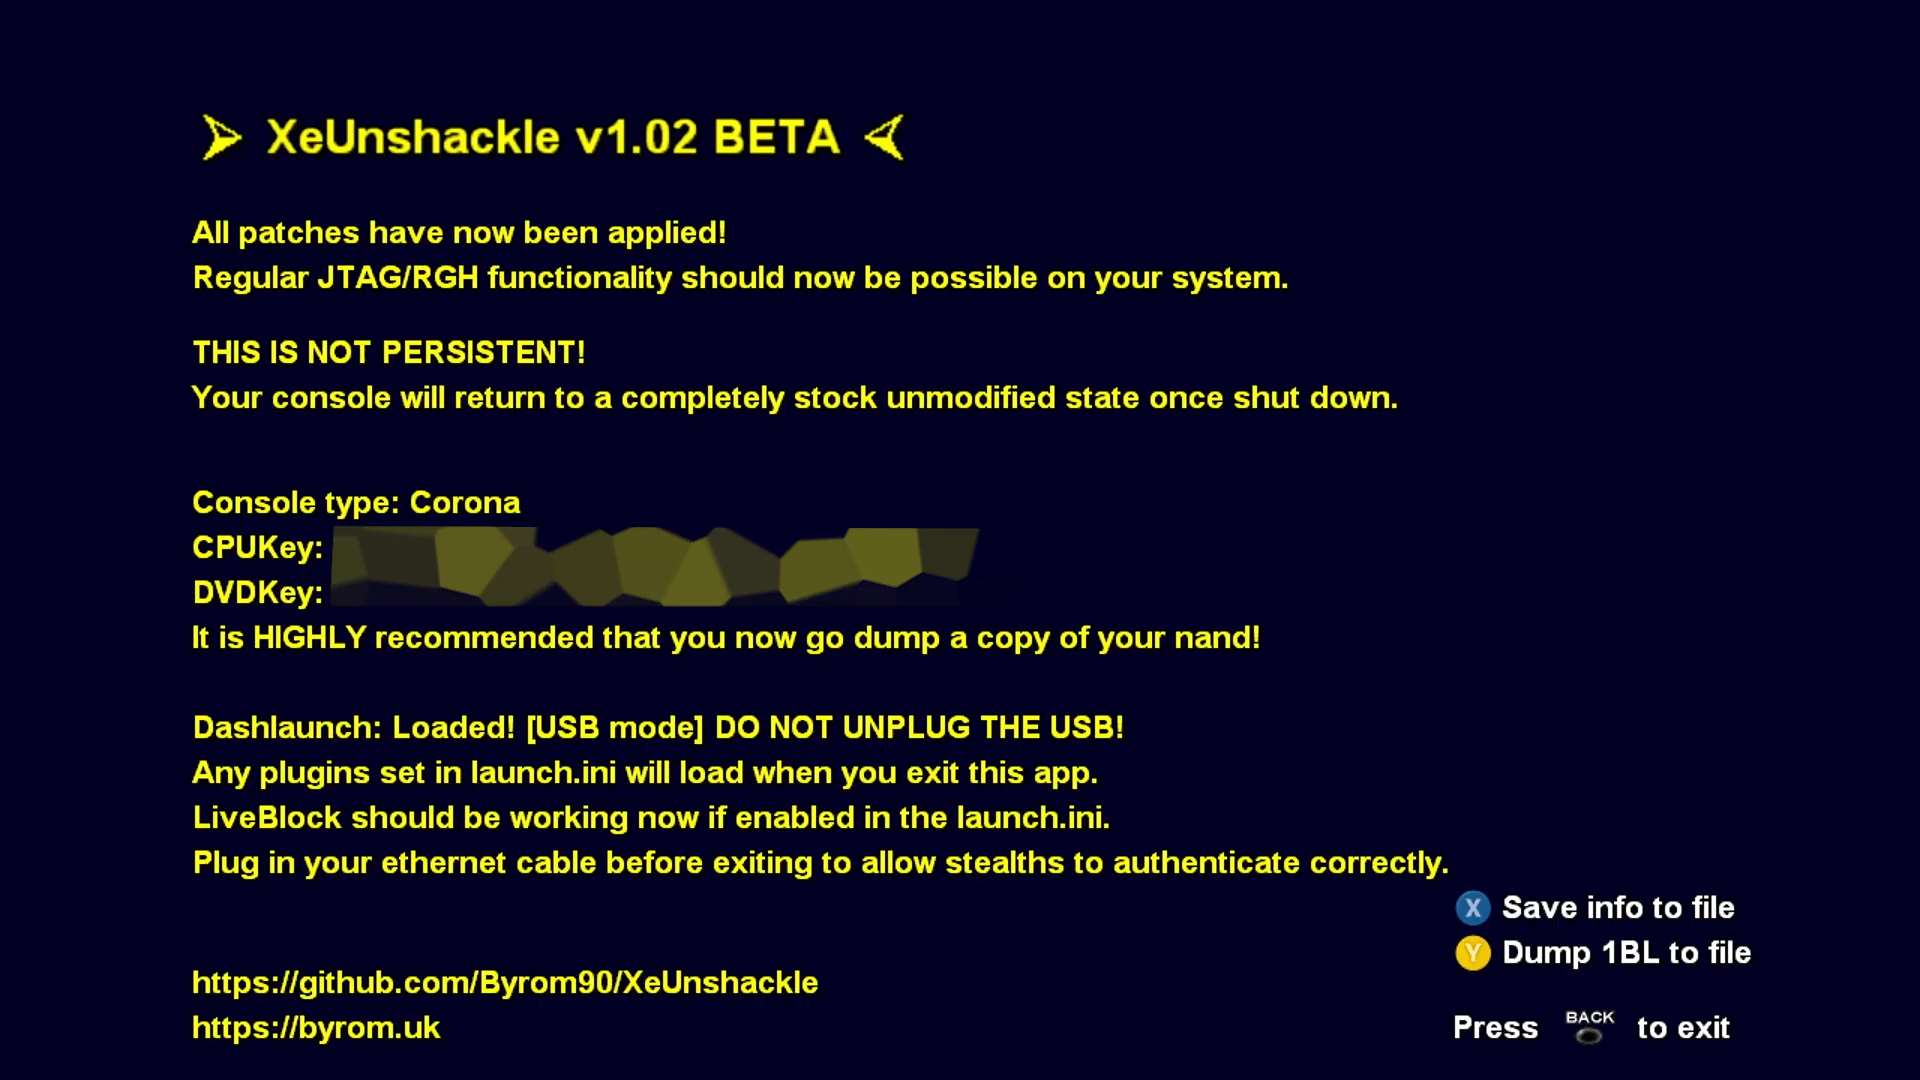 XeUnshackle v1.02 BETA
All patches have now been applied!
Regular JTAG/RGH functionality should now be possible on your system.
THIS IS NOT PERSISTENT!
Your console will return to a completely stock unmodified state once shut down.
Console type: Corona
CPUKey:
DVDKey:
It is HIGHLY recommended that you now go dump a copy of your nand!
Dashlaunch: Loaded! [USB mode] DO NOT UNPLUG THE USB!
Any plugins set in launch.ini will load when you exit this app.
LiveBlock should be working now if enabled in the launch.ini.
Plug in your ethernet cable before exiting to allow stealths to authenticate correctly.
X Save info to file
Y Dump 1BL to file
https://github.com/Byrom90/XeUnshackle
https://byrom.uk
Press BACK to exit